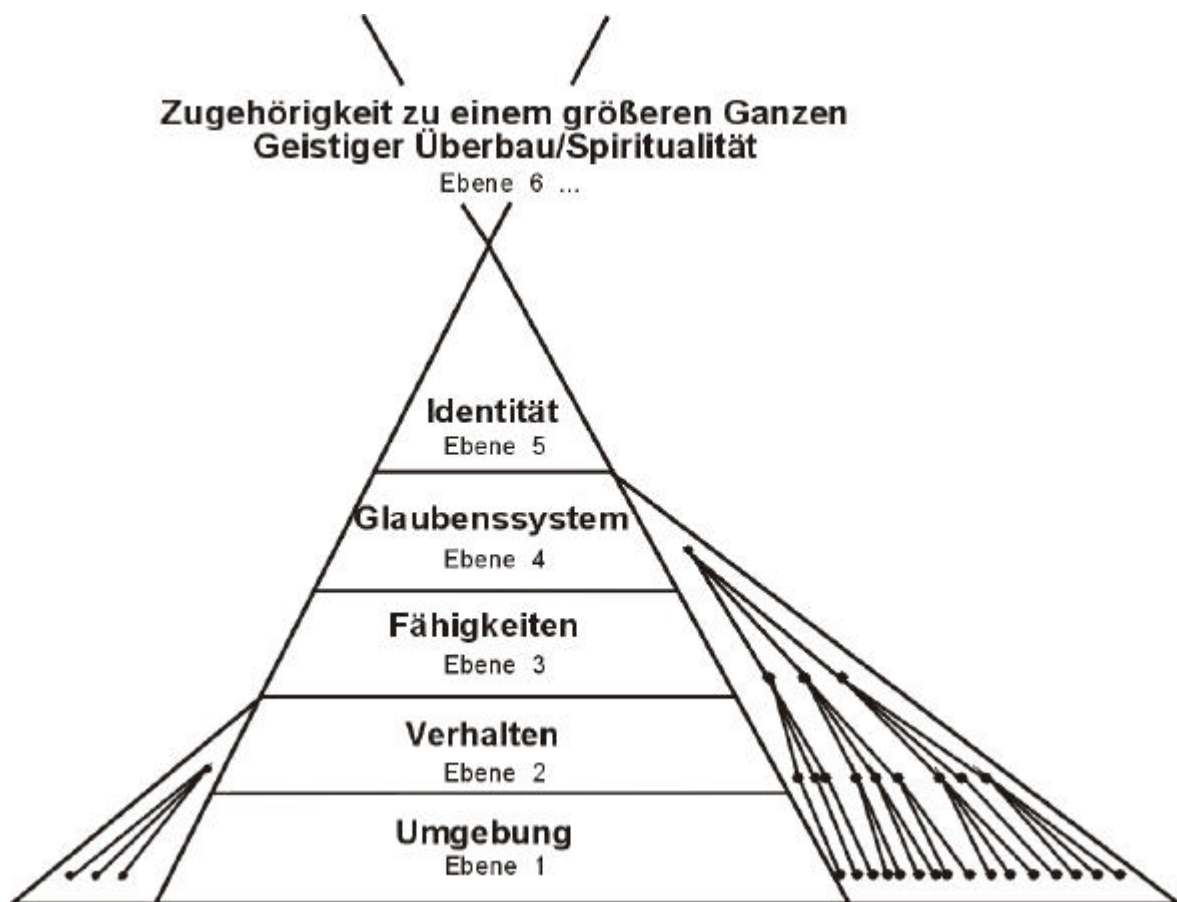 Zugehörigkeit zu einem größeren Ganzen
Geistiger Überbau/Spiritualität
Ebene 6 ...
Identität
Ebene 5
Glaubenssystem
Ebene 4
Fähigkeiten
Ebene 3
Verhalten
Ebene 2
Umgebung
Ebene 1